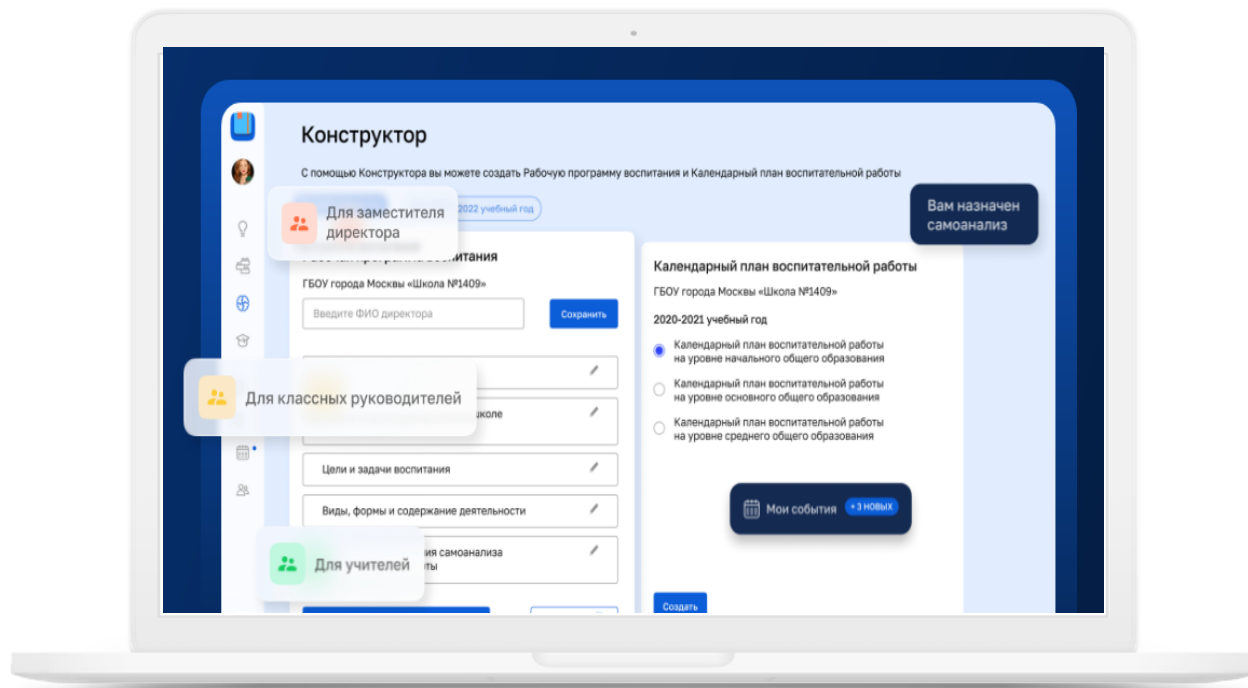 Конструктор
С помощью Конструктора вы можете создать Рабочую программу воспитания и Календарный план воспитательной работы
Для заместителя
директора
2022 учебный год
Вам назначен
самоанализ
ГБОУ города Москвы «Школа №1409»
Введите ФИО директора
Сохранить
Для классных руководителей
школе
Цели и задачи воспитания
Виды, формы и содержание деятельности
самоанализа
Для учителей
Календарный план воспитательной работы
ГБОУ города Москвы «Школа №1409»
2020-2021 учебный год
Календарный план воспитательной работы
на уровне начального общего образования
Календарный план воспитательной работы
на уровне основного общего образования
Календарный план воспитательной работы
на уровне среднего общего образования
Мои события
+ 3 НОВЫХ
Создать